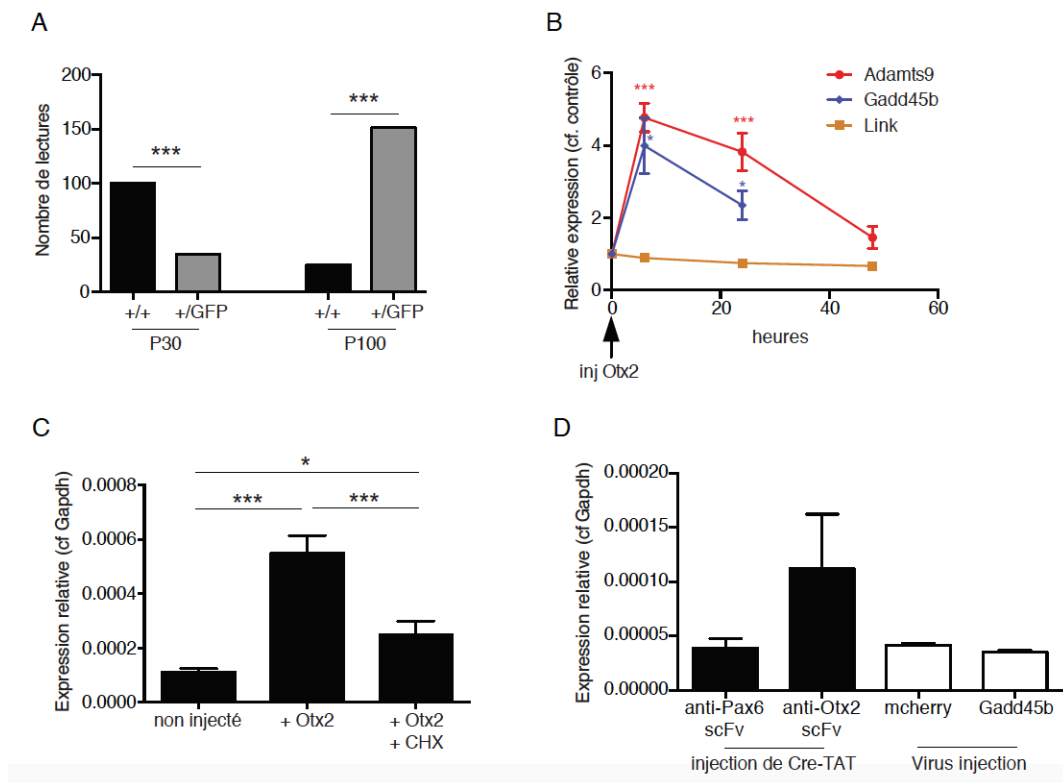 A
Nombre de lectures
200
150
100
50
0
***
***
+/+
+/GFP
+/+
+/GFP
P30
P100
B
Relative expression (cf. contrôle)
6
4
2
0
***
*
***
*
Adamts9
Gadd45b
Link
0
20
40
60
heures
inj Otx2
C
Expression relative (cf Gapdh)
0.0008
0.0006
0.0004
0.0002
0.0000
*
***
***
non injecté
+ Otx2
+ Otx2
+ CHX
D
Expression relative (cf Gapdh)
0.00020
0.00015
0.00010
0.00005
0.00000
anti-Pax6
scFv
anti-Otx2
scFv
mcherry
Gadd45b
injection de Cre-TAT
Virus injection